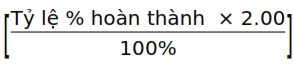 [Tỷ lệ % hoàn thành × 2.00
100%]